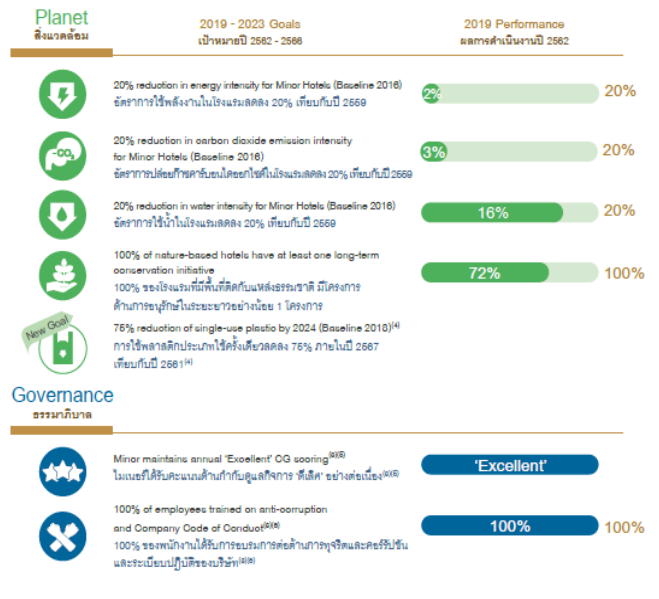 Planet
สิ่งแวดล้อม
2019 - 2023 Goals
เป้าหมายปี 2562 - 2566
2019 Performance
ผลการดำเนินงานปี 2562
20% reduction in energy intensity for Minor Hotels (Baseline 2016)
อัตราการใช้พลังงานในโรงแรมลดลง 20% เทียบกับปี 2559
2%
20%
-CO₂
20% reduction in carbon dioxide emission intensity
for Minor Hotels (Baseline 2016)
อัตราการปล่อยก๊าซคาร์บอนไดออกไซด์ในโรงแรมลดลง 20% เทียบกับปี 2559
3%
20%
20% reduction in water intensity for Minor Hotels (Baseline 2016)
อัตราการใช้น้ำในโรงแรมลดลง 20% เทียบกับปี 2559
16%
20%
100% of nature-based hotels have at least one long-term
conservation initiative
100% ของโรงแรมที่มีพื้นที่ติดกับแหล่งธรรมชาติ มีโครงการ
ด้านการอนุรักษ์ในระยะยาวอย่างน้อย 1 โครงการ
72%
100%
New Goal
75% reduction of single-use plastic by 2024 (Baseline 2018)⁽⁴⁾
การใช้พลาสติกประเภทใช้ครั้งเดียวลดลง 75% ภายในปี 2567
เทียบกับปี 2561⁽⁴⁾
Governance
ธรรมาภิบาล
Minor maintains annual 'Excellent' CG scoring
ไมเนอร์ได้รับคะแนนด้านกำกับดูแลกิจการ 'ดีเลิศ' อย่างต่อเนื่อง
'Excellent'
100% of employees trained on anti-corruption
and Company Code of Conduct
100% ของพนักงานได้รับการอบรมการต่อต้านการทุจริตและคอร์รัปชัน
และระเบียบปฏิบัติของบริษัท
100%
100%